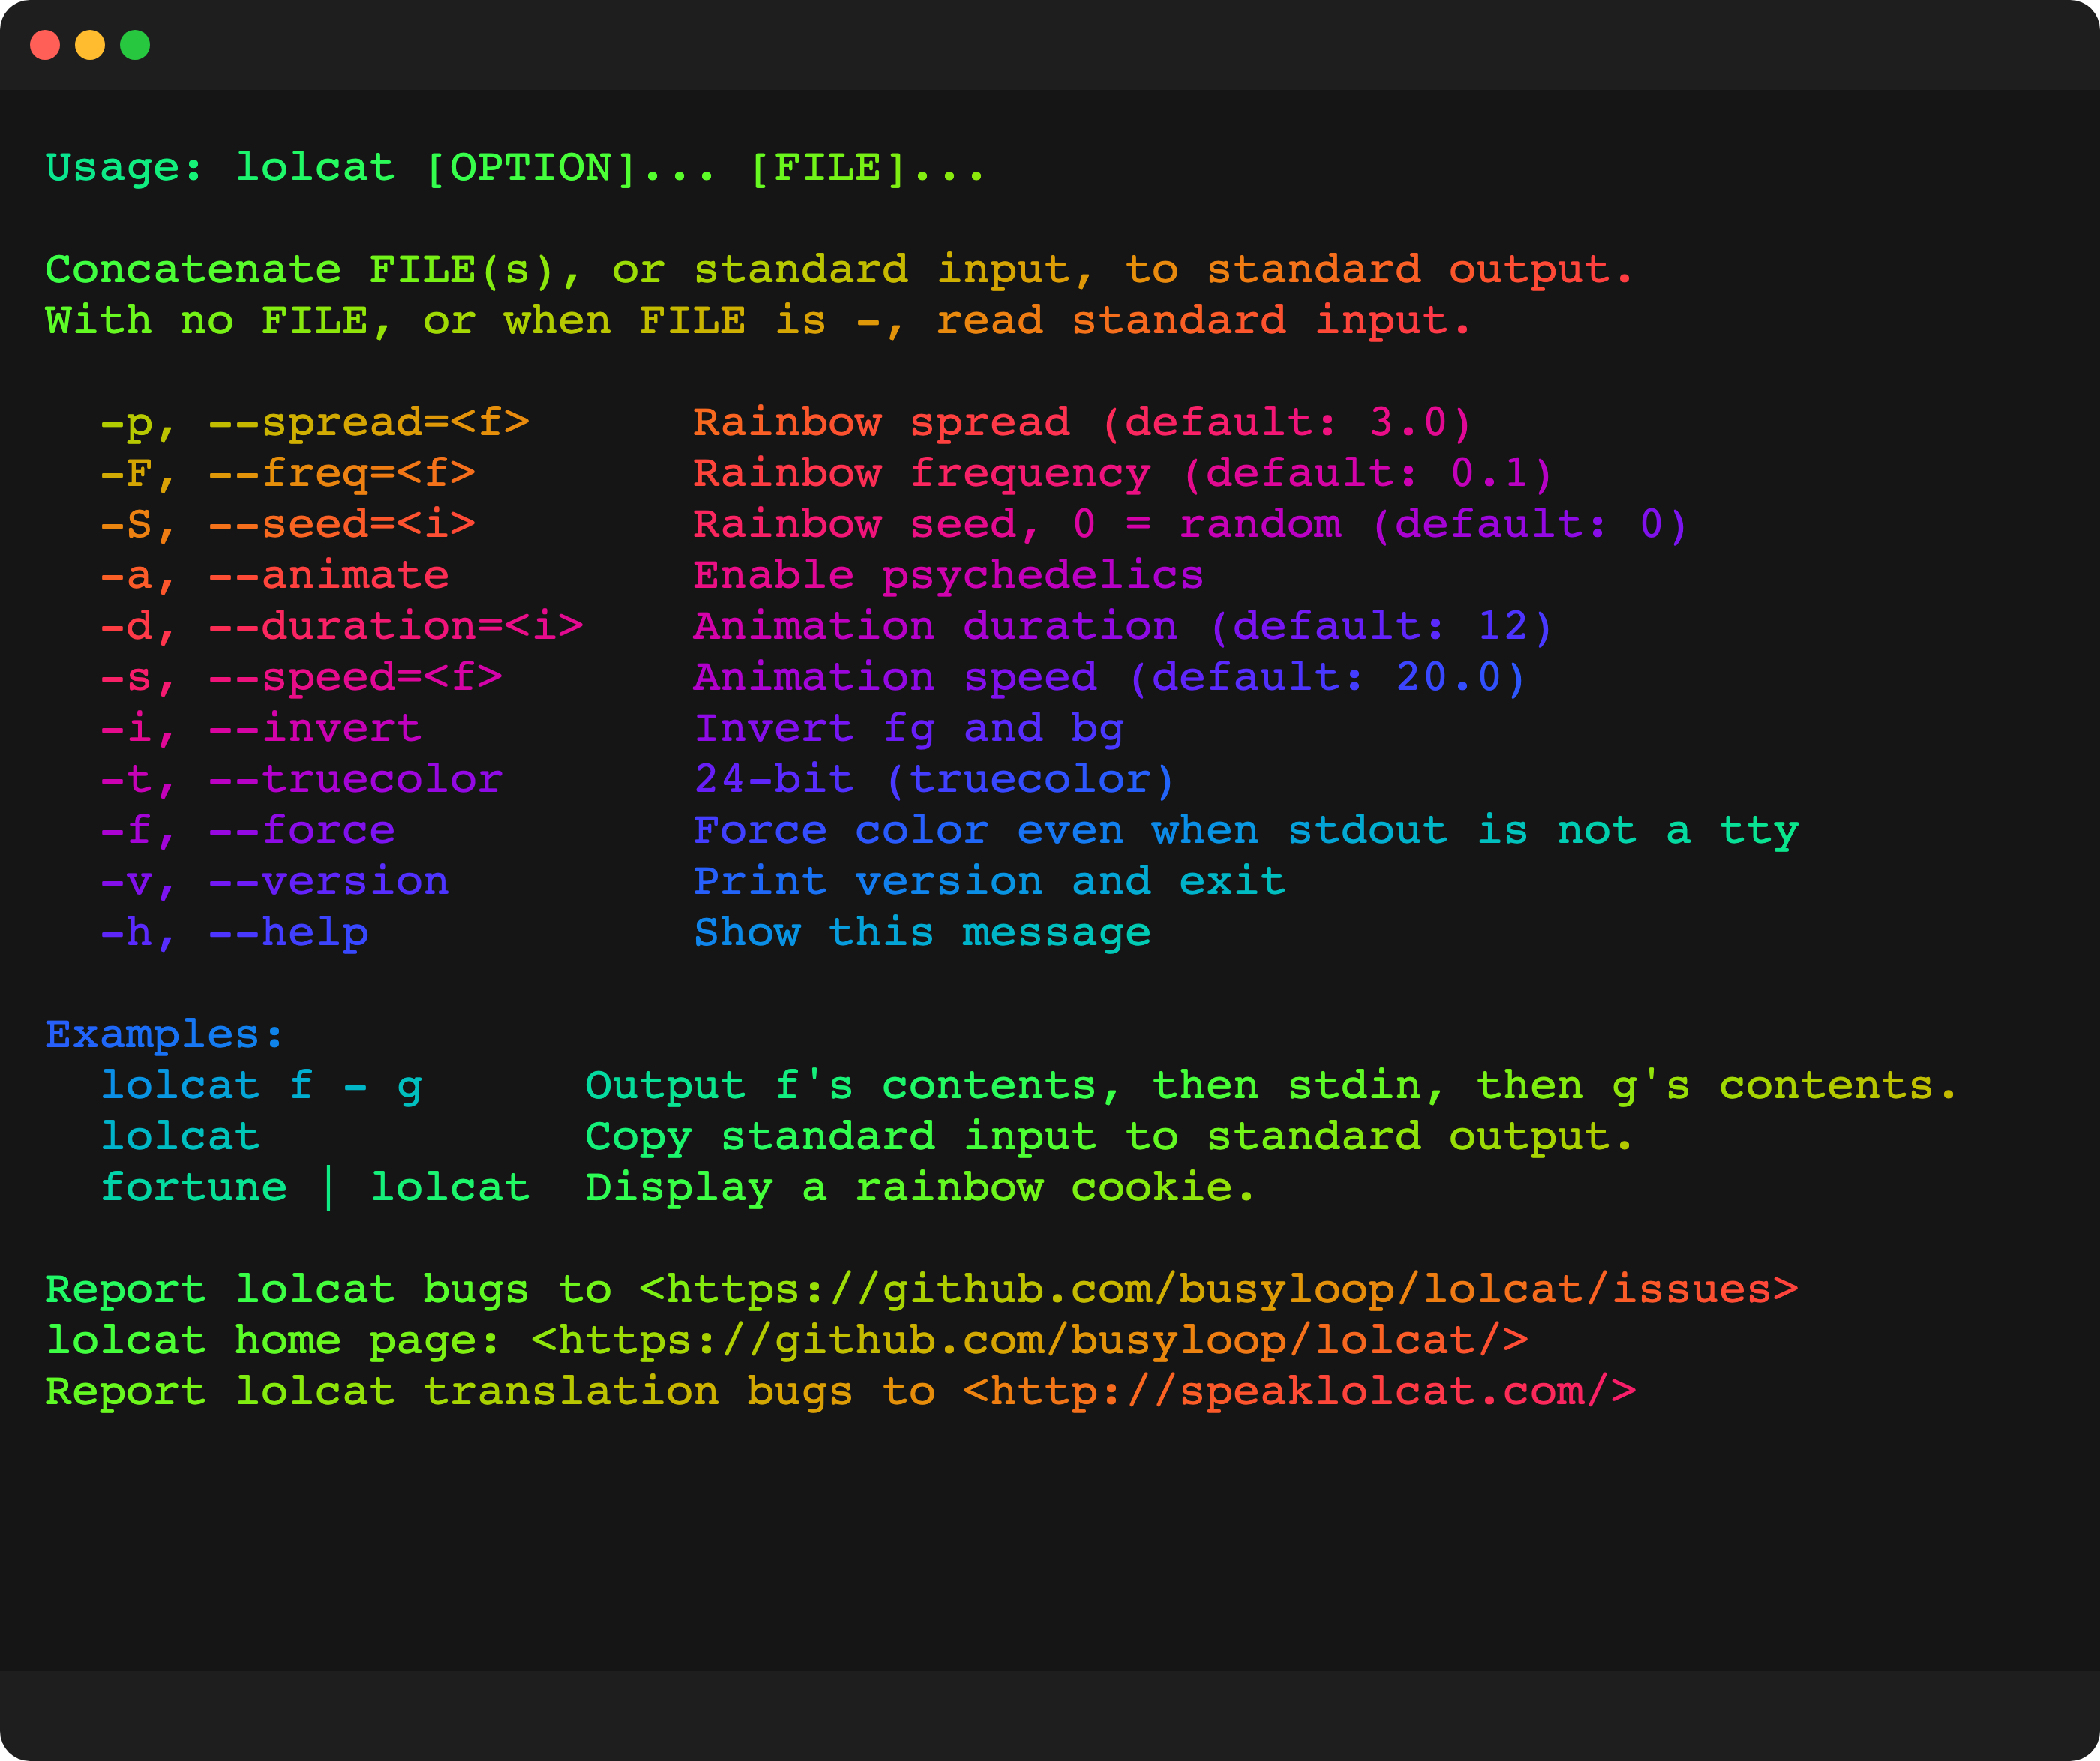 Usage: lolcat [OPTION]... [FILE]...

Concatenate FILE(s), or standard input, to standard output.
With no FILE, or when FILE is -, read standard input.

  -p, --spread=<f>      Rainbow spread (default: 3.0)
  -F, --freq=<f>        Rainbow frequency (default: 0.1)
  -S, --seed=<i>        Rainbow seed, 0 = random (default: 0)
  -a, --animate         Enable psychedelics
  -d, --duration=<i>    Animation duration (default: 12)
  -s, --speed=<f>       Animation speed (default: 20.0)
  -i, --invert          Invert fg and bg
  -t, --truecolor       24-bit (truecolor)
  -f, --force           Force color even when stdout is not a tty
  -v, --version         Print version and exit
  -h, --help            Show this message

Examples:
  lolcat f - g      Output f's contents, then stdin, then g's contents.
  lolcat            Copy standard input to standard output.
  fortune | lolcat  Display a rainbow cookie.

Report lolcat bugs to <https://github.com/busyloop/lolcat/issues>
lolcat home page: <https://github.com/busyloop/lolcat/>
Report lolcat translation bugs to <http://speaklolcat.com/>